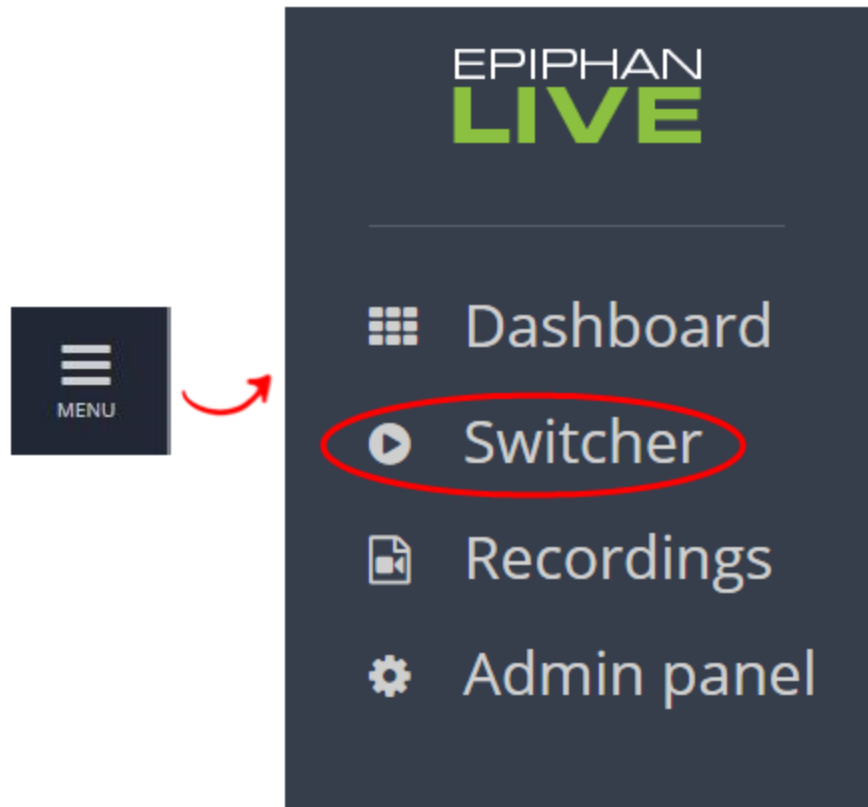 MENU
EPIPHAN
LIVE
Dashboard
Switcher
Recordings
Admin panel